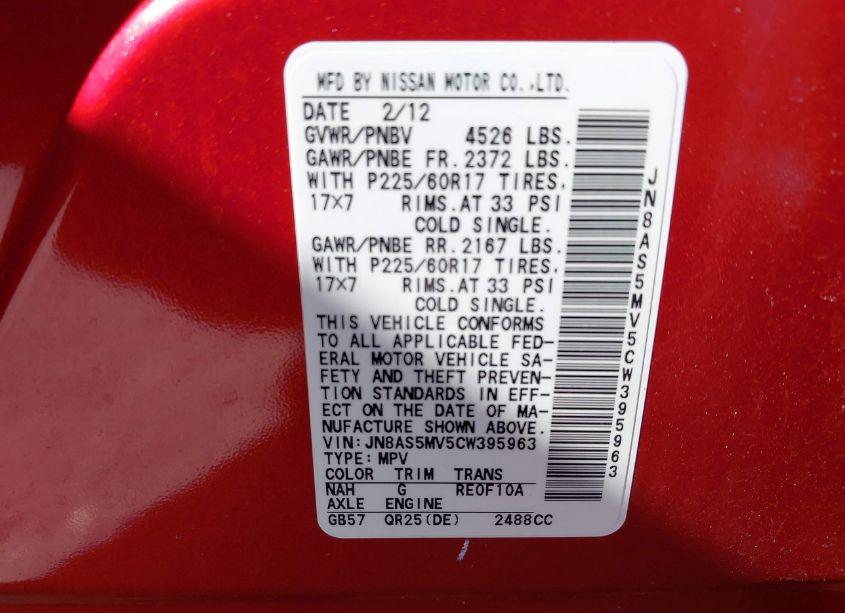 MFD BY NISSAN MOTOR CO.,LTD.
DATE 2/12
GVWR/PNBV 4526 LBS.
GAWR/PNBE FR. 2372 LBS.
WITH P225/60R17 TIRES,
17×7 RIMS.AT 33 PSI
COLD SINGLE.
GAWR/PNBE RR. 2167 LBS.
WITH P225/60R17 TIRES,
17×7 RIMS.AT 33 PSI
COLD SINGLE.
THIS VEHICLE CONFORMS
TO ALL APPLICABLE FED-
ERAL MOTOR VEHICLE SA-
FETY AND THEFT PREVEN-
TION STANDARDS IN EFF-
ECT ON THE DATE OF MA-
NUFACTURE SHOWN ABOVE.
VIN: JN8AS5MV5CW395963
TYPE: MPV
COLOR TRIM TRANS
NAH G RE0F10A
AXLE ENGINE
GB57 QR25(DE) 2488CC
JN8AS5MV5CW395963